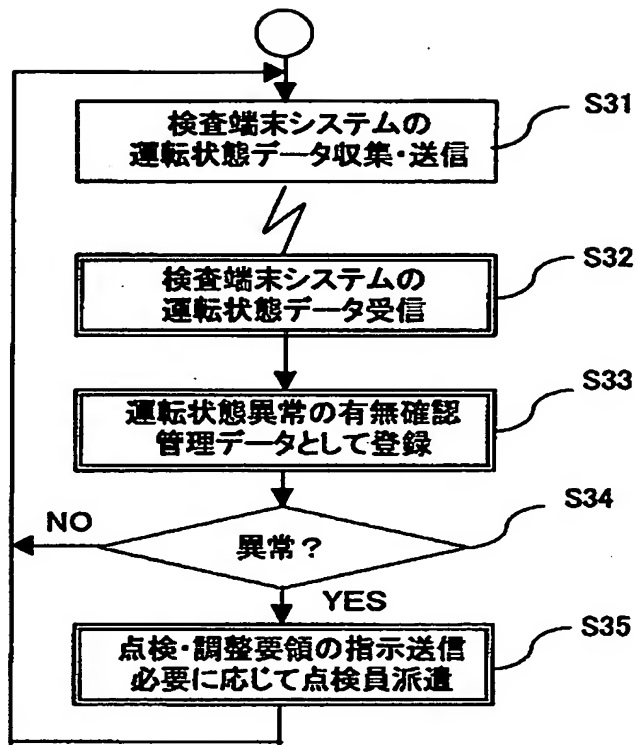 検査端末システムの
運転状態データ収集・送信
S31
検査端末システムの
運転状態データ受信
S32
運転状態異常の有無確認
管理データとして登録
S33
異常？
S34
NO
YES
点検・調整要領の指示送信
必要に応じて点検員派遣
S35